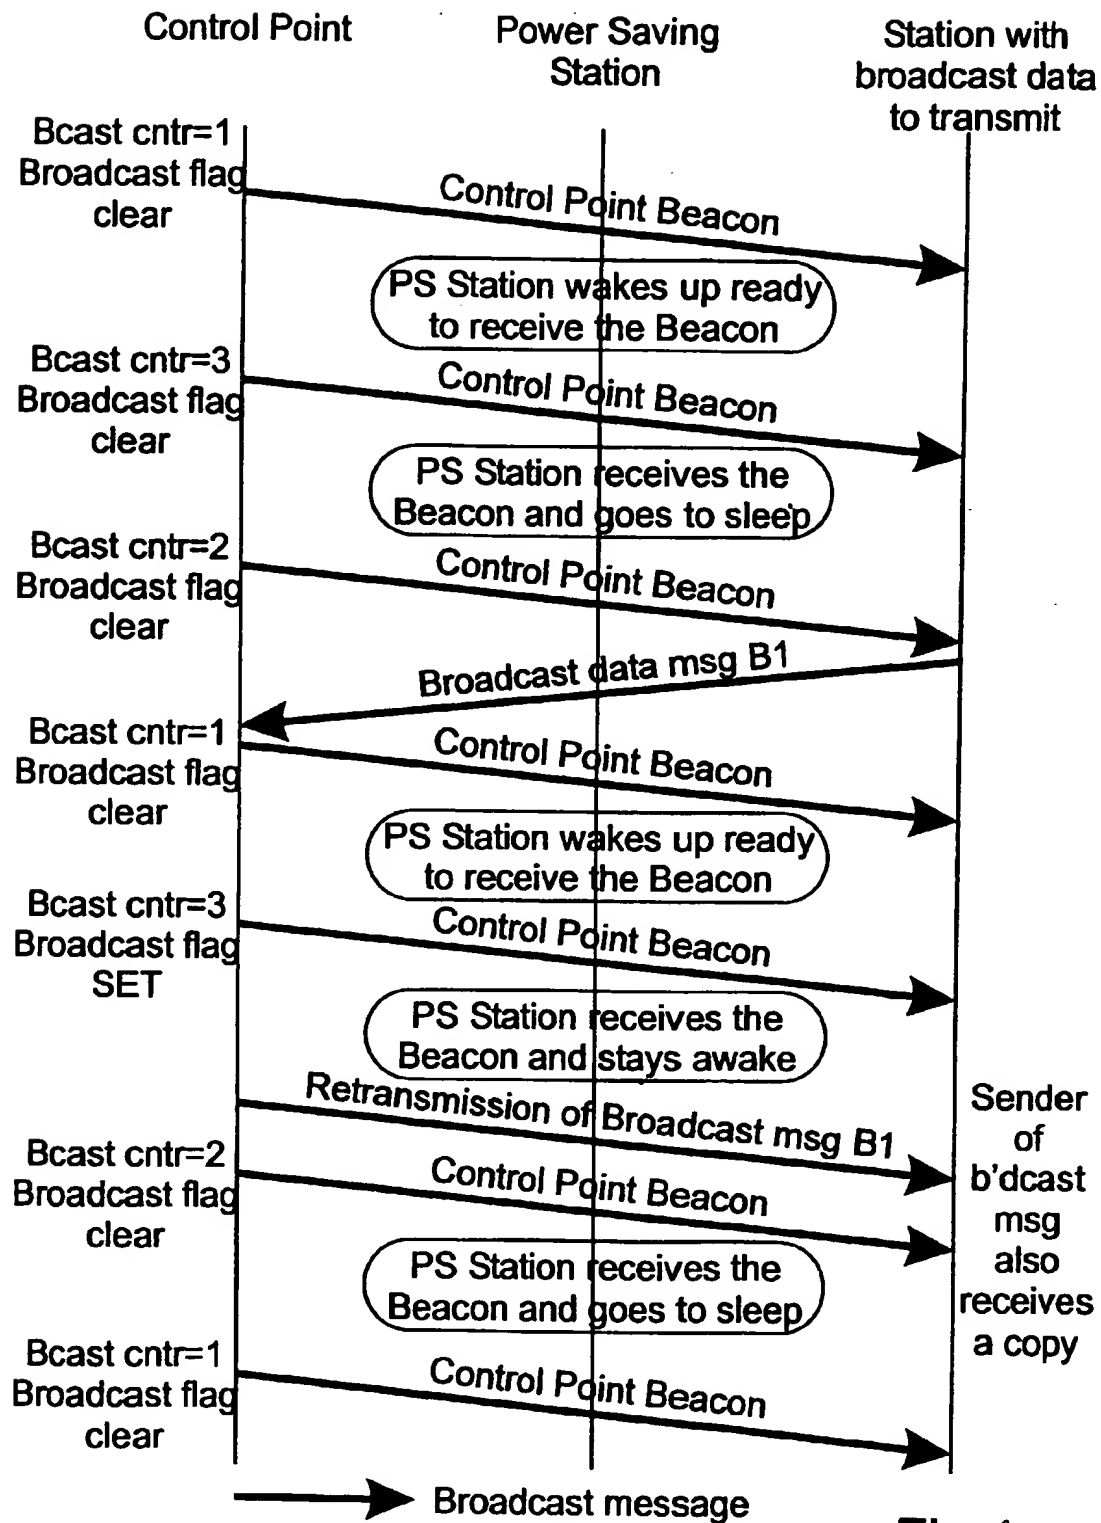 Control Point
Power Saving
Station
Station with
broadcast data
to transmit
Bcast cntr=1
Broadcast flag
clear
Control Point Beacon
PS Station wakes up ready
to receive the Beacon
Bcast cntr=3
Broadcast flag
clear
Control Point Beacon
PS Station receives the
Beacon and goes to sleep
Bcast cntr=2
Broadcast flag
clear
Control Point Beacon
Broadcast data msg B1
Bcast cntr=1
Broadcast flag
clear
Control Point Beacon
PS Station wakes up ready
to receive the Beacon
Bcast cntr=3
Broadcast flag
SET
Control Point Beacon
PS Station receives the
Beacon and stays awake
Retransmission of Broadcast msg B1
Sender
of
b'dcast
msg
also
receives
a copy
Bcast cntr=2
Broadcast flag
clear
Control Point Beacon
PS Station receives the
Beacon and goes to sleep
Bcast cntr=1
Broadcast flag
clear
Control Point Beacon
Broadcast message